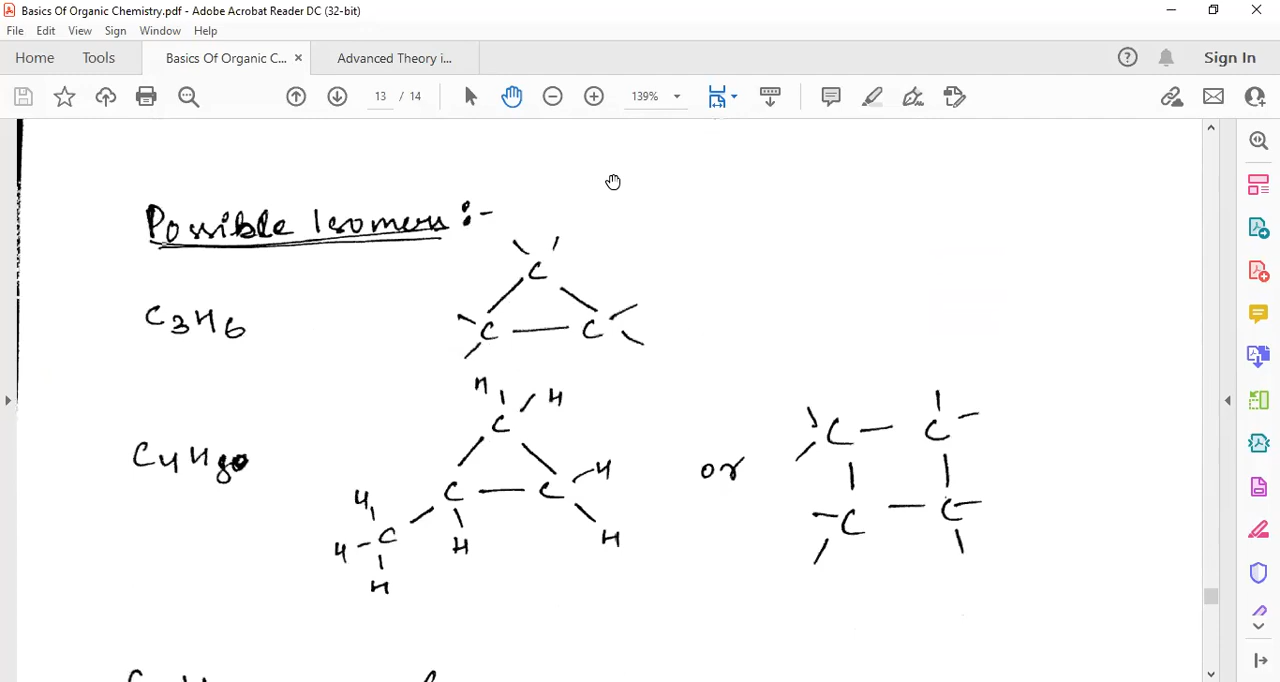 Basics Of Organic Chemistry.pdf - Adobe Acrobat Reader DC (32-bit)
File Edit View Sign Window Help
Home Tools Basics Of Organic C... × Advanced Theory i... Sign In
13 / 14 139%
Possible Isomers :-
C
C3H6 C C
H H
C C C
C4H8 C H or
H C
H C H C C
H H
H